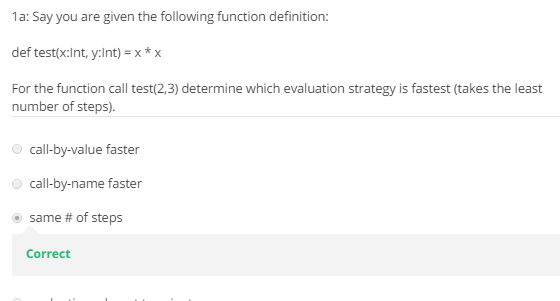 1a: Say you are given the following function definition:
def test(x:Int, y:Int) = x * x
For the function call test(2,3) determine which evaluation strategy is fastest (takes the least
number of steps).
call-by-value faster
call-by-name faster
same # of steps
Correct